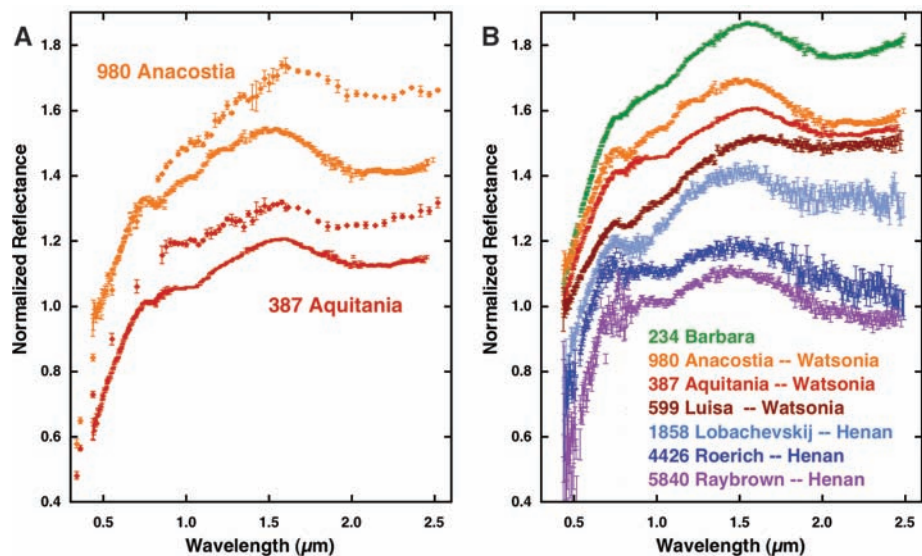 A
980 Anacostia
387 Aquitania
Normalized Reflectance
1.8
1.6
1.4
1.2
1.0
0.8
0.6
0.4
0.5
1.0
1.5
2.0
2.5
Wavelength (µm)
B
Normalized Reflectance
1.8
1.6
1.4
1.2
1.0
0.8
0.6
0.4
234 Barbara
980 Anacostia -- Watsonia
387 Aquitania -- Watsonia
599 Luisa -- Watsonia
1858 Lobachevskij -- Henan
4426 Roerich -- Henan
5840 Raybrown -- Henan
0.5
1.0
1.5
2.0
2.5
Wavelength (µm)